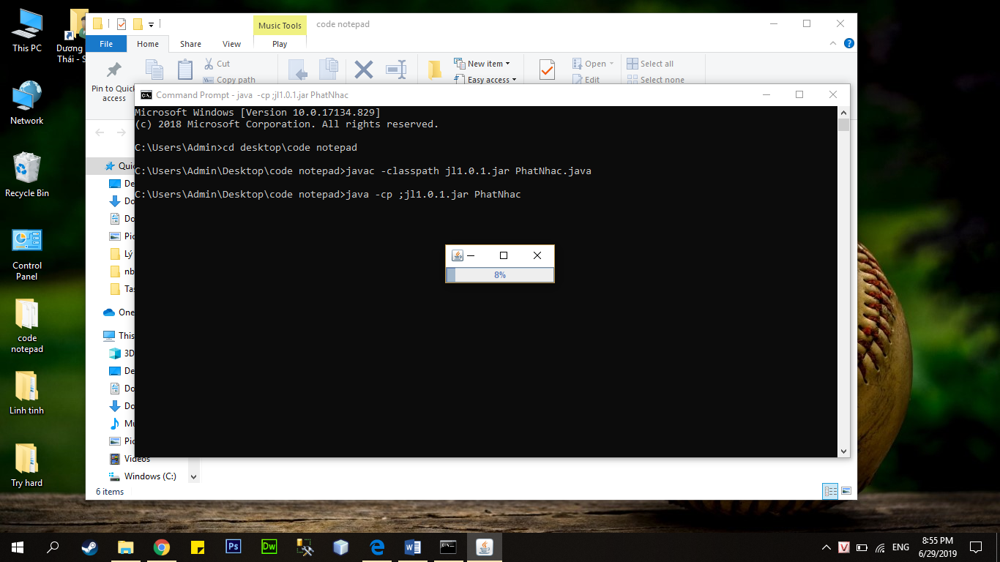 This PC
Dương
Thái - S
Network
Recycle Bin
Control
Panel
code
notepad
Linh tinh
Try hard
Music Tools
code notepad
File
Home
Share
View
Play
Pin to Quick
access
Cut
Copy path
New item
Easy access
Open
Edit
Select all
Select none
Command Prompt - java -cp ;jl1.0.1.jar PhatNhac
Microsoft Windows [Version 10.0.17134.829]
(c) 2018 Microsoft Corporation. All rights reserved.
C:\Users\Admin>cd desktop\code notepad
C:\Users\Admin\Desktop\code notepad>javac -classpath jl1.0.1.jar PhatNhac.java
C:\Users\Admin\Desktop\code notepad>java -cp ;jl1.0.1.jar PhatNhac
8%
Quic
De
Do
Do
Pic
Lý
nb
Tas
One
This
3D
De
Do
Do
Mu
Pic
Videos
Windows (C:)
6 items
Ps
Dw
V
ENG
8:55 PM
6/29/2019